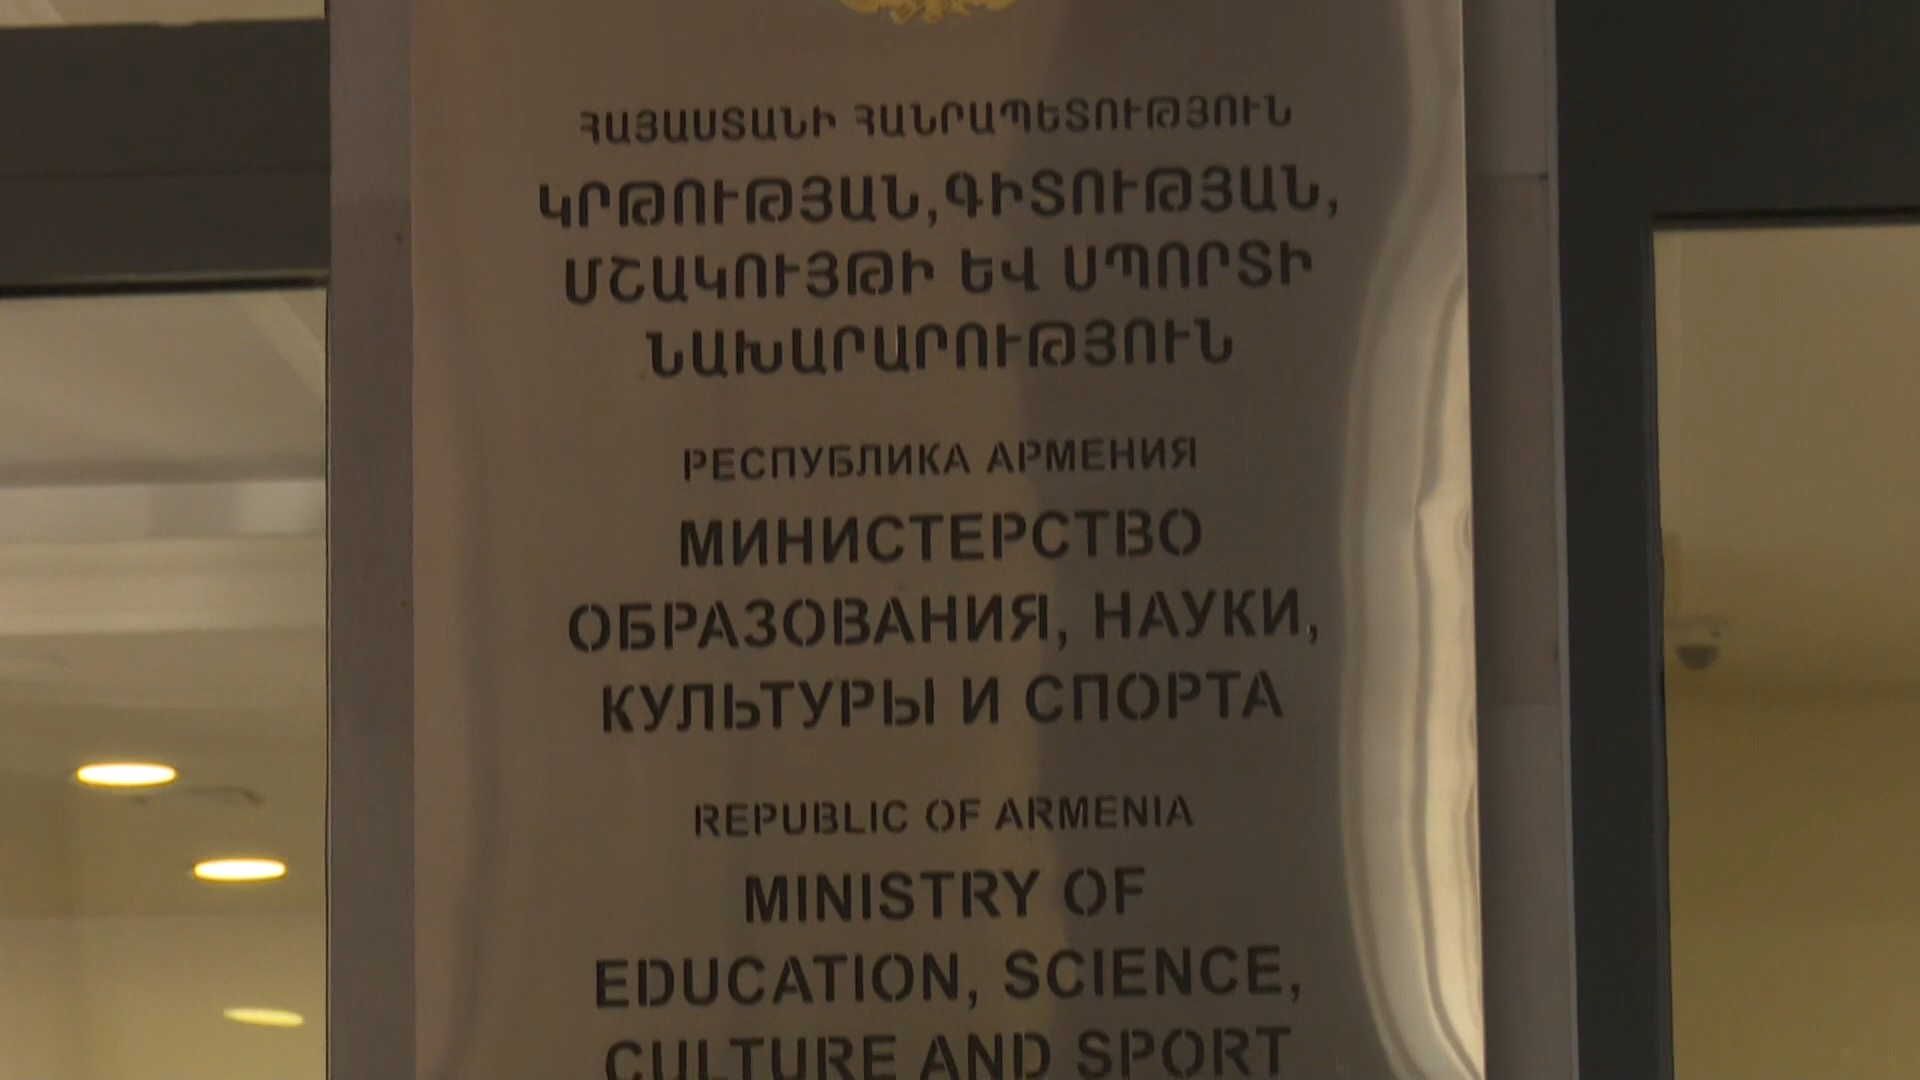 ՀԱՅԱՍՏԱՆԻ ՀԱՆՐԱՊԵՏՈՒԹՅՈՒՆ
ԿՐԹՈՒԹՅԱՆ,ԳԻՏՈՒԹՅԱՆ,
ՄՇԱԿՈՒՅԹԻ ԵՎ ՍՊՈՐՏԻ
ՆԱԽԱՐԱՐՈՒԹՅՈՒՆ
РЕСПУБЛИКА АРМЕНИЯ
МИНИСТЕРСТВО
ОБРАЗОВАНИЯ, НАУКИ,
КУЛЬТУРЫ И СПОРТА
REPUBLIC OF ARMENIA
MINISTRY OF
EDUCATION, SCIENCE,
CULTURE AND SPORT